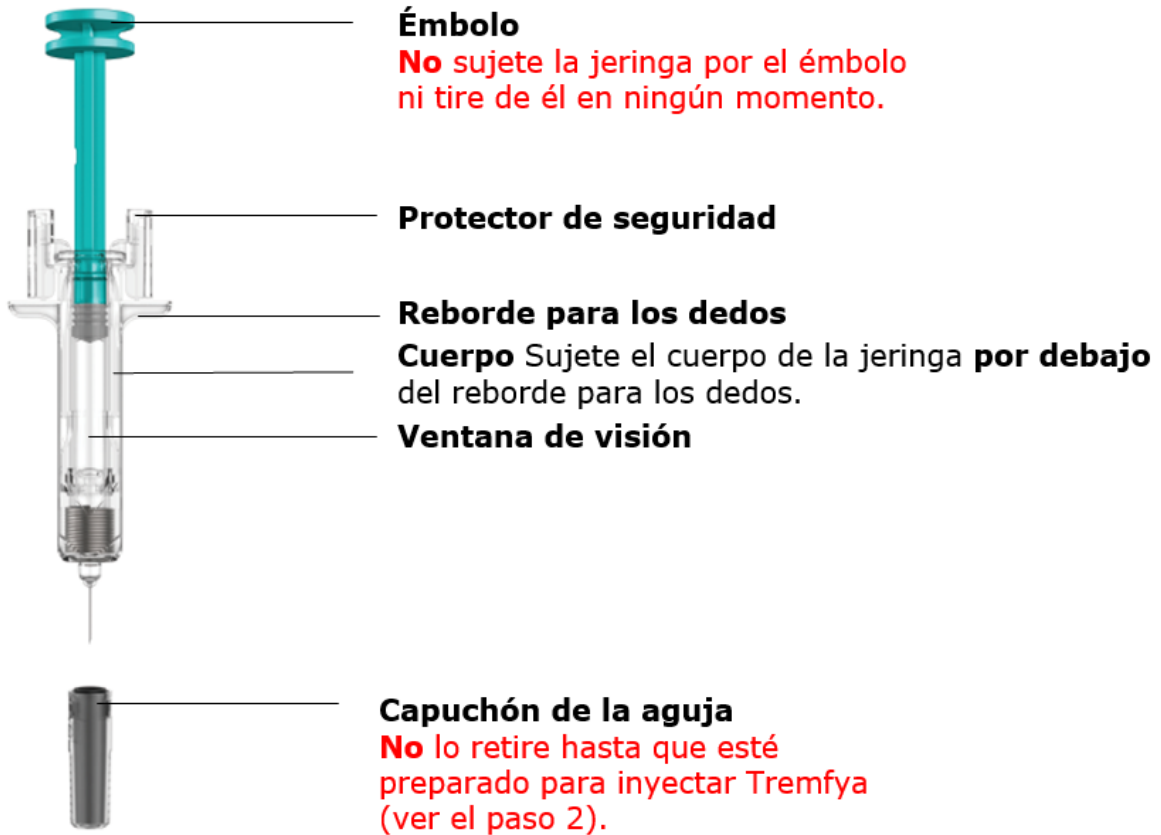 Émbolo
No sujete la jeringa por el émbolo
ni tire de él en ningún momento.
Protector de seguridad
Reborde para los dedos
Cuerpo Sujete el cuerpo de la jeringa por debajo
del reborde para los dedos.
Ventana de visión
Capuchón de la aguja
No lo retire hasta que esté
preparado para inyectar Tremfya
(ver el paso 2).